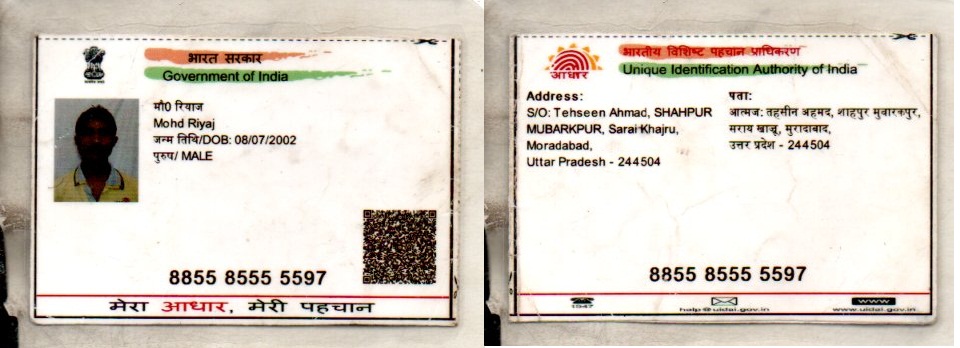 भारत सरकार
Government of India
मौ0 रियाज
Mohd Riyaj
जन्म तिथि/DOB: 08/07/2002
पुरुष/ MALE
8855 8555 5597
मेरा आधार, मेरी पहचान
भारतीय विशिष्ट पहचान प्राधिकरण
Unique Identification Authority of India
आधार
Address:
S/O: Tehseen Ahmad, SHAHPUR
MUBARKPUR, Sarai Khajru,
Moradabad,
Uttar Pradesh - 244504
पता:
आत्मज: तहसीन अहमद, शाहपुर मुबारकपुर,
सराय खाजू, मुरादाबाद,
उत्तर प्रदेश - 244504
8855 8555 5597
1947
help@uidai.gov.in
www
www.uidai.gov.in